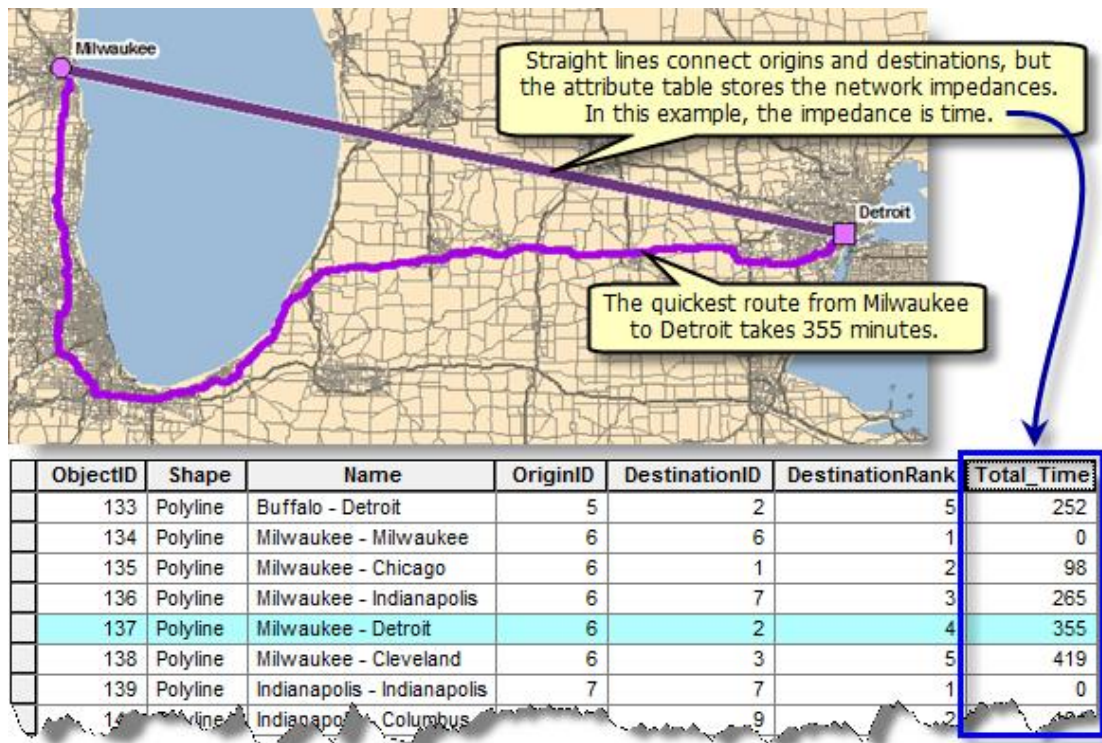 Milwaukee
Straight lines connect origins and destinations, but
the attribute table stores the network impedances.
In this example, the impedance is time.
Detroit
The quickest route from Milwaukee
to Detroit takes 355 minutes.
ObjectID Shape Name OriginID DestinationID DestinationRank Total_Time
133 Polyline Buffalo - Detroit 5 2 5 252
134 Polyline Milwaukee - Milwaukee 6 6 1 0
135 Polyline Milwaukee - Chicago 6 1 2 98
136 Polyline Milwaukee - Indianapolis 6 7 3 265
137 Polyline Milwaukee - Detroit 6 2 4 355
138 Polyline Milwaukee - Cleveland 6 3 5 419
139 Polyline Indianapolis - Indianapolis 7 7 1 0
Columbus 9 2